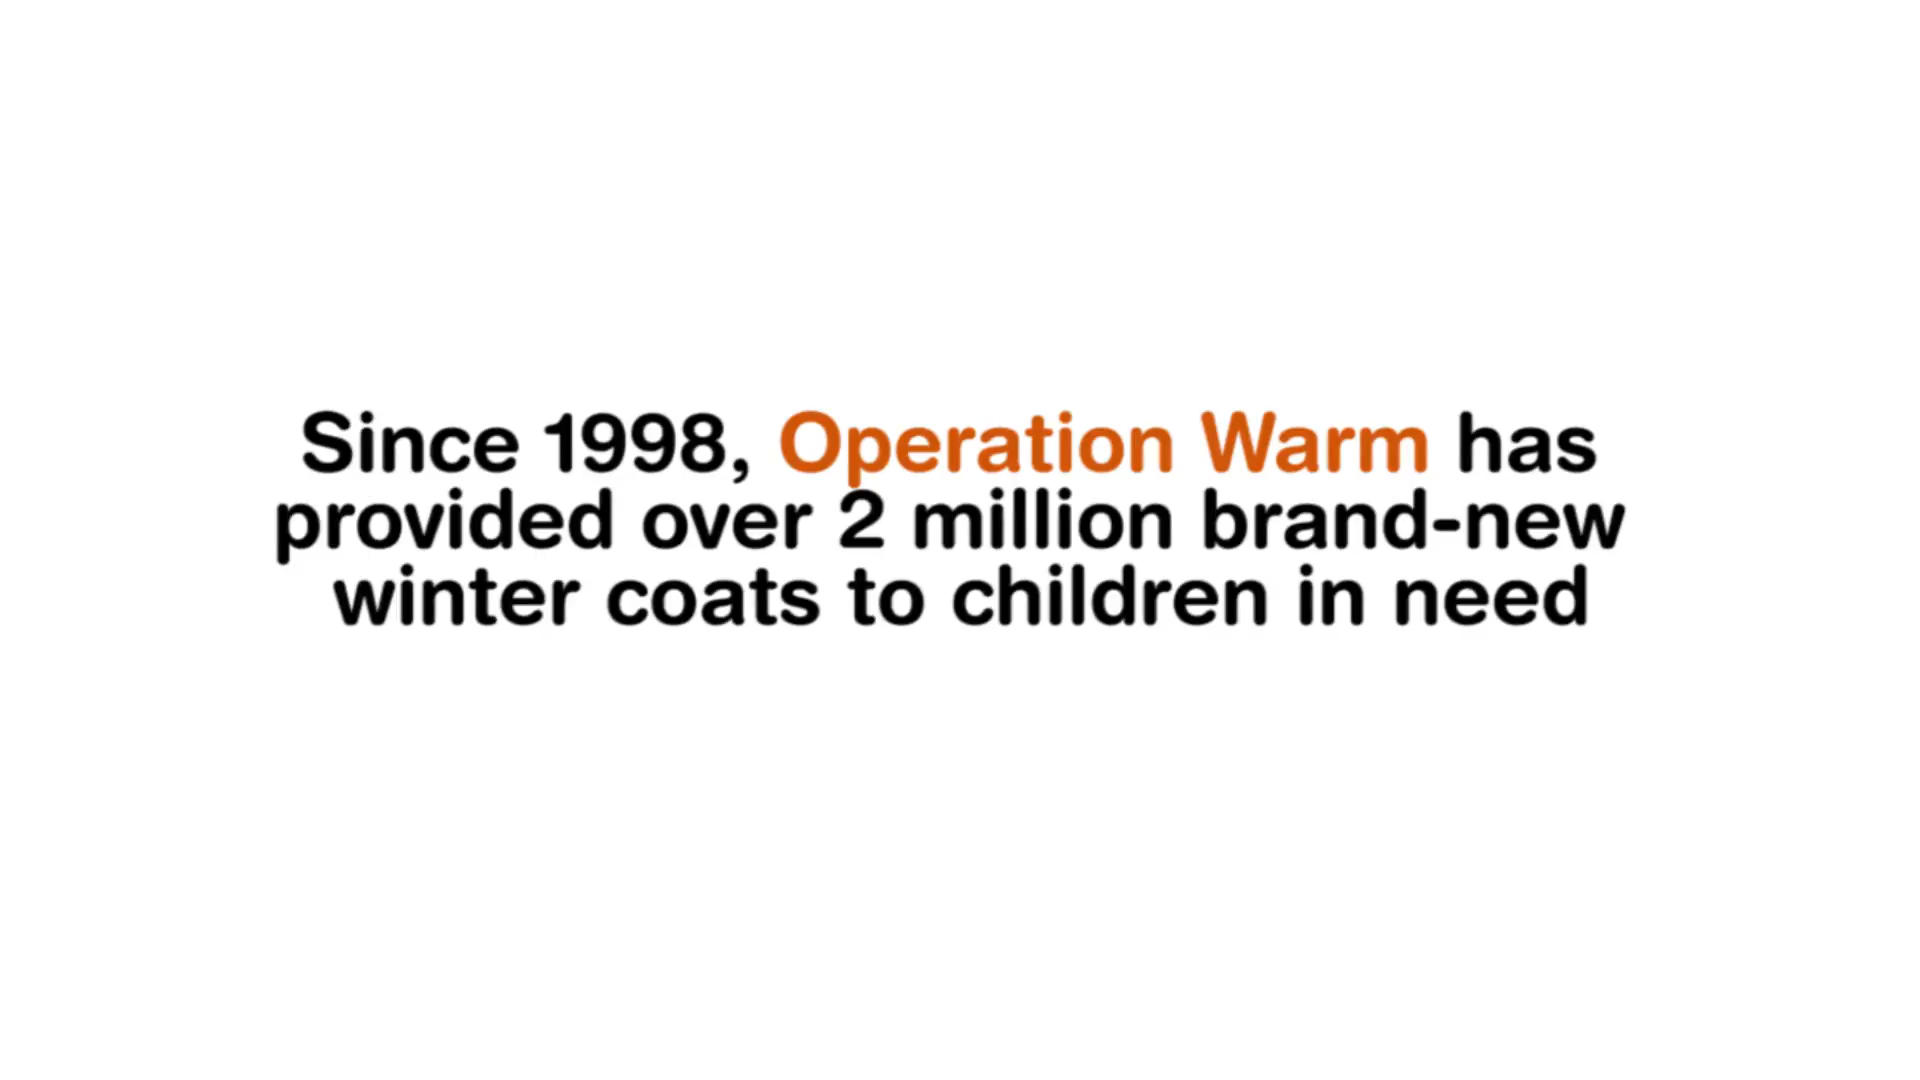 Since 1998, Operation Warm has
provided over 2 million brand-new
winter coats to children in need